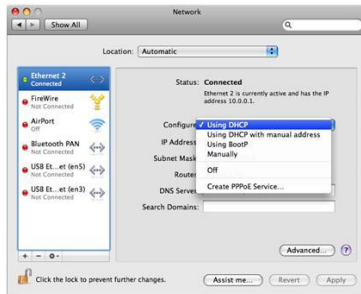 Network
Show All
Location: Automatic
Ethernet 2
Connected
FireWire
Not Connected
AirPort
Off
Bluetooth PAN
Not Connected
USB Et...et (en5)
Not Connected
USB Et...et (en3)
Not Connected
Status: Connected
Ethernet 2 is currently active and has the IP
address 10.0.0.1.
Configure
Using DHCP
Using DHCP with manual address
Using BootP
Manually
Off
Create PPPoE Service...
IP Address
Subnet Mask
Router
DNS Server
Search Domains:
Advanced...
?
Click the lock to prevent further changes.
Assist me...
Revert
Apply